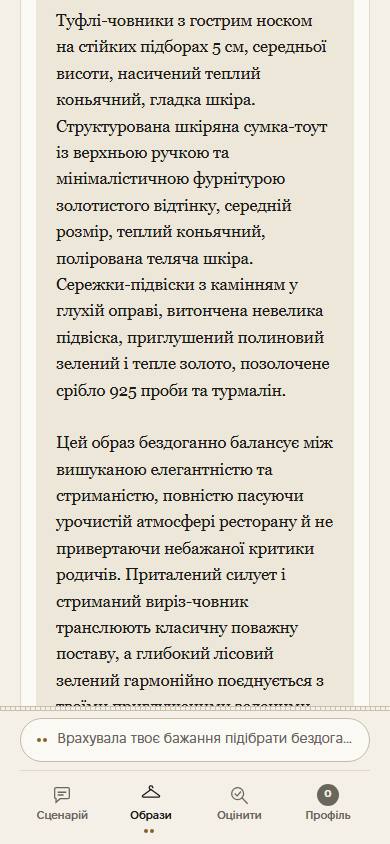 Туфлі-човники з гострим носком
на стійких підборах 5 см, середньої
висоти, насичений теплий
коньячний, гладка шкіра.
Структурована шкіряна сумка-тоут
із верхньою ручкою та
мінімалістичною фурнітурою
золотистого відтінку, середній
розмір, теплий коньячний,
полірована теляча шкіра.
Сережки-підвіски з камінням у
глухій оправі, витончена невелика
підвіска, приглушений полиновий
зелений і тепле золото, позолочене
срібло 925 проби та турмалін.
Цей образ бездоганно балансує між
вишуканою елегантністю та
стриманістю, повністю пасуючи
урочистій атмосфері ресторану й не
привертаючи небажаної критики
родичів. Приталений силует і
стриманий виріз-човник
транслюють класичну поважну
поставу, а глибокий лісовий
зелений гармонійно поєднується з
Врахувала твоє бажання підібрати бездога...
Сценарій
Образи
Оцінити
0
Профіль